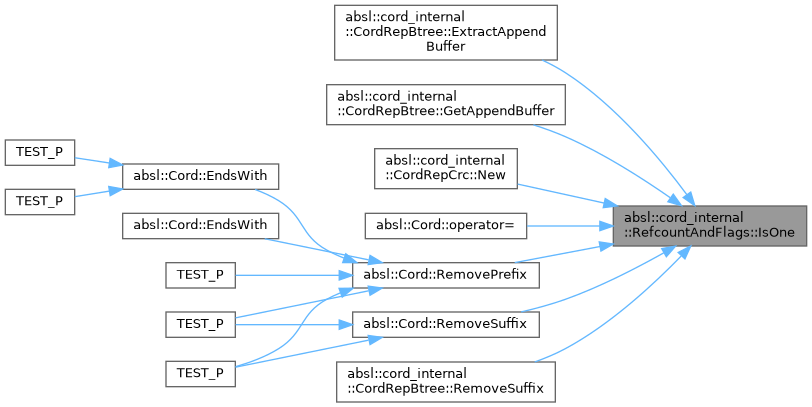 absl::cord_internal
::CordRepBtree::ExtractAppend
Buffer
absl::cord_internal
::CordRepBtree::GetAppendBuffer
TEST_P
absl::Cord::EndsWith
absl::cord_internal
::CordRepCrc::New
TEST_P
absl::Cord::EndsWith
absl::Cord::operator=
absl::cord_internal
::RefcountAndFlags::IsOne
TEST_P
absl::Cord::RemovePrefix
TEST_P
absl::Cord::RemoveSuffix
TEST_P
absl::cord_internal
::CordRepBtree::RemoveSuffix